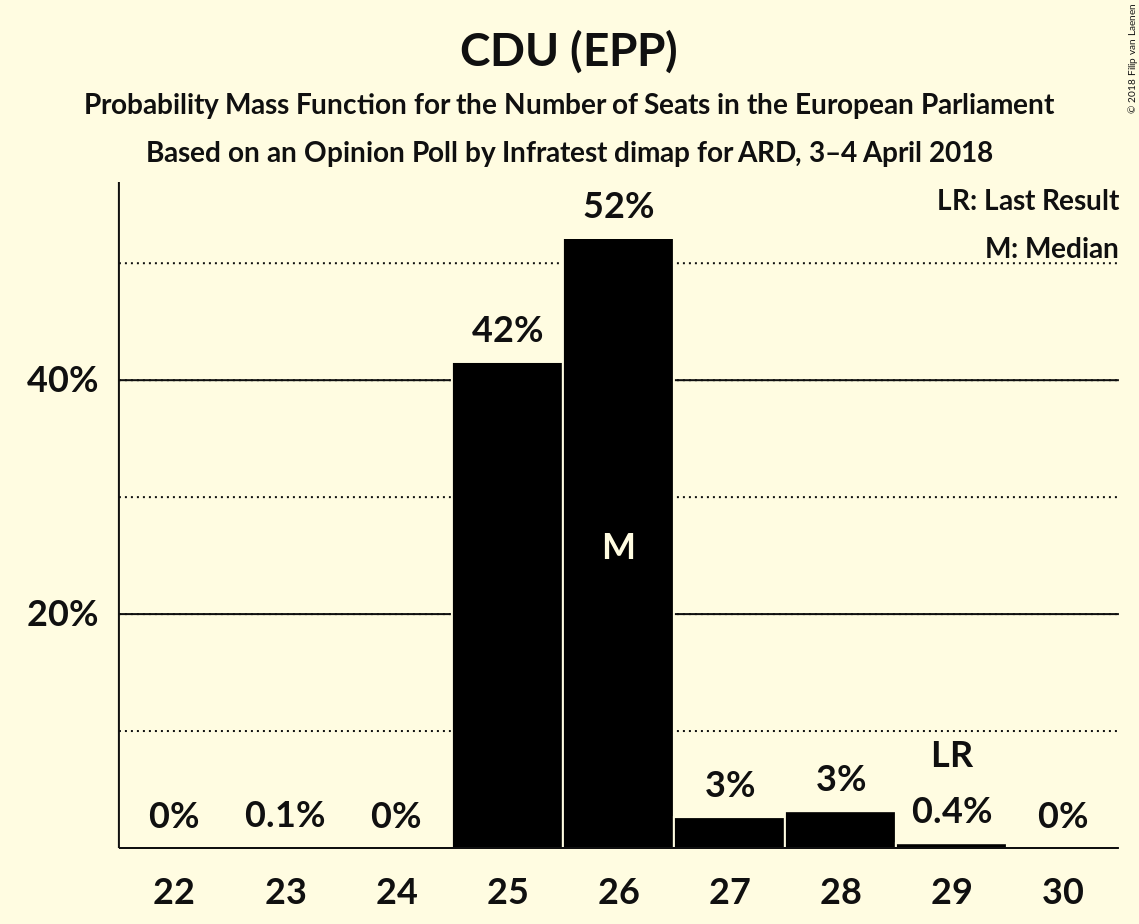 CDU (EPP)
Probability Mass Function for the Number of Seats in the European Parliament
Based on an Opinion Poll by Infratest dimap for ARD, 3–4 April 2018
© 2018 Filip van Laenen
LR: Last Result
M: Median
52%
42%
40%
M
20%
LR
0%
0.1%
0%
3%
3%
0.4%
0%
22 23 24 25 26 27 28 29 30